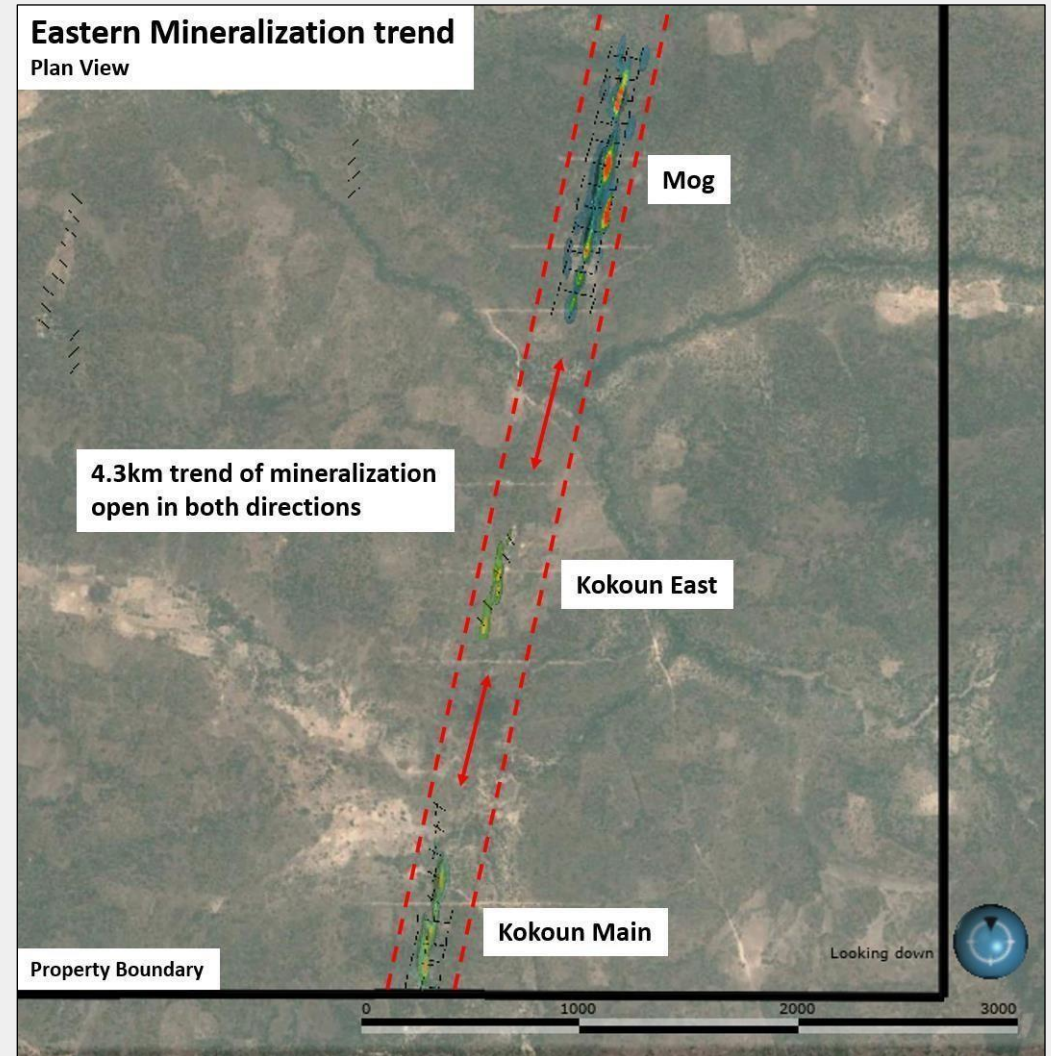 Eastern Mineralization trend
Plan View
Mog
4.3km trend of mineralization
open in both directions
Kokoun East
Kokoun Main
Looking down
Property Boundary
0 1000 2000 3000